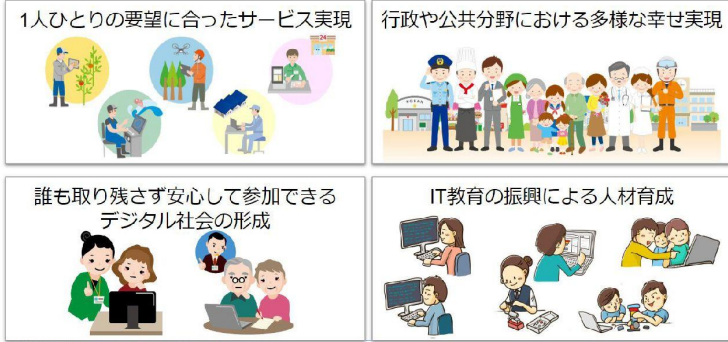 1人ひとりの要望に合ったサービス実現
24
行政や公共分野における多様な幸せ実現
誰も取り残さず安心して参加できる
デジタル社会の形成
IT教育の振興による人材育成